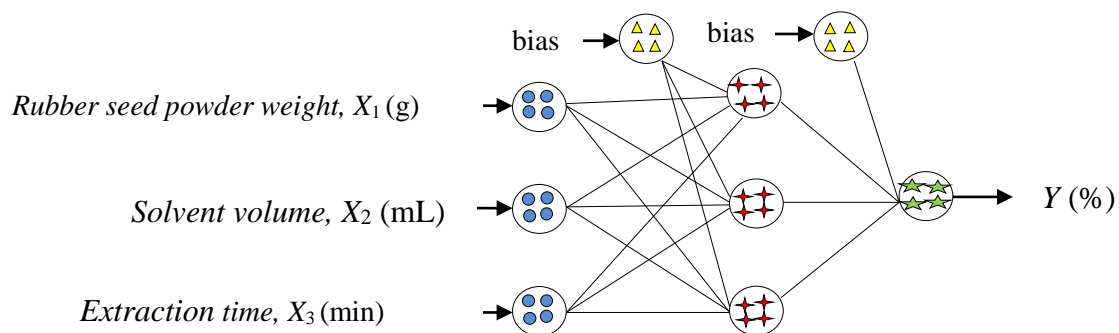 bias bias
Rubber seed powder weight, X1 (g)
Solvent volume, X2 (mL)
Y (%)
Extraction time, X3 (min)